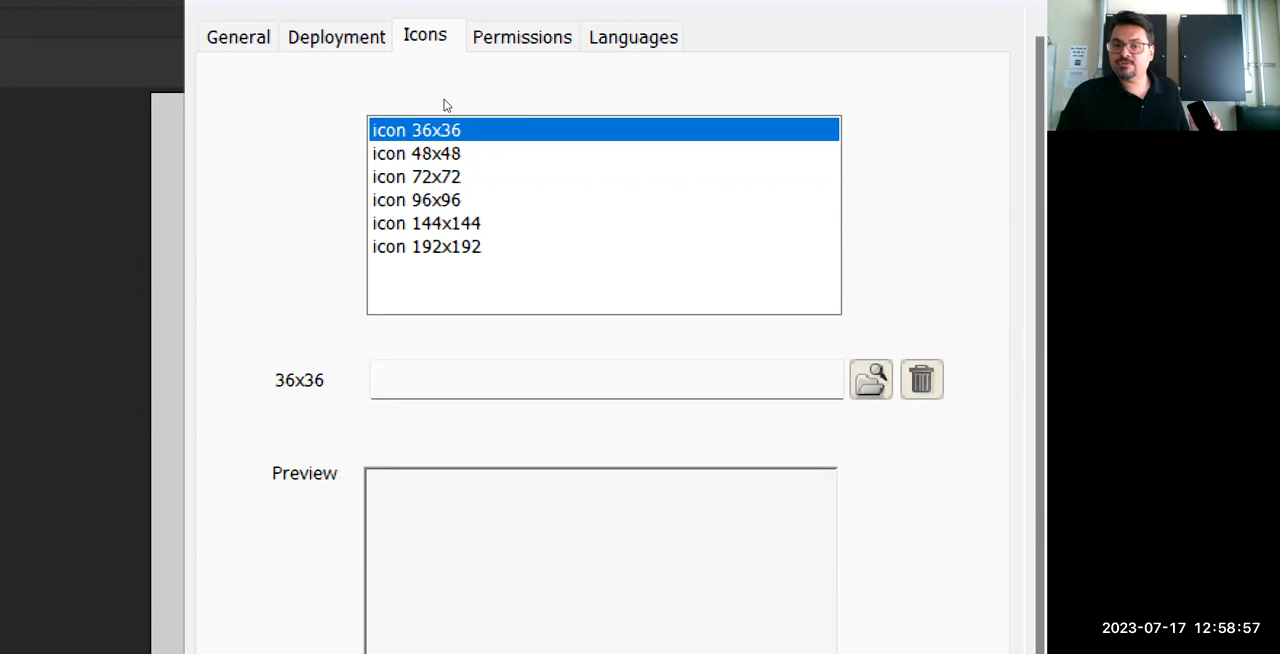 General Deployment Icons Permissions Languages
icon 36x36
icon 48x48
icon 72x72
icon 96x96
icon 144x144
icon 192x192
36x36
Preview
2023-07-17 12:58:57